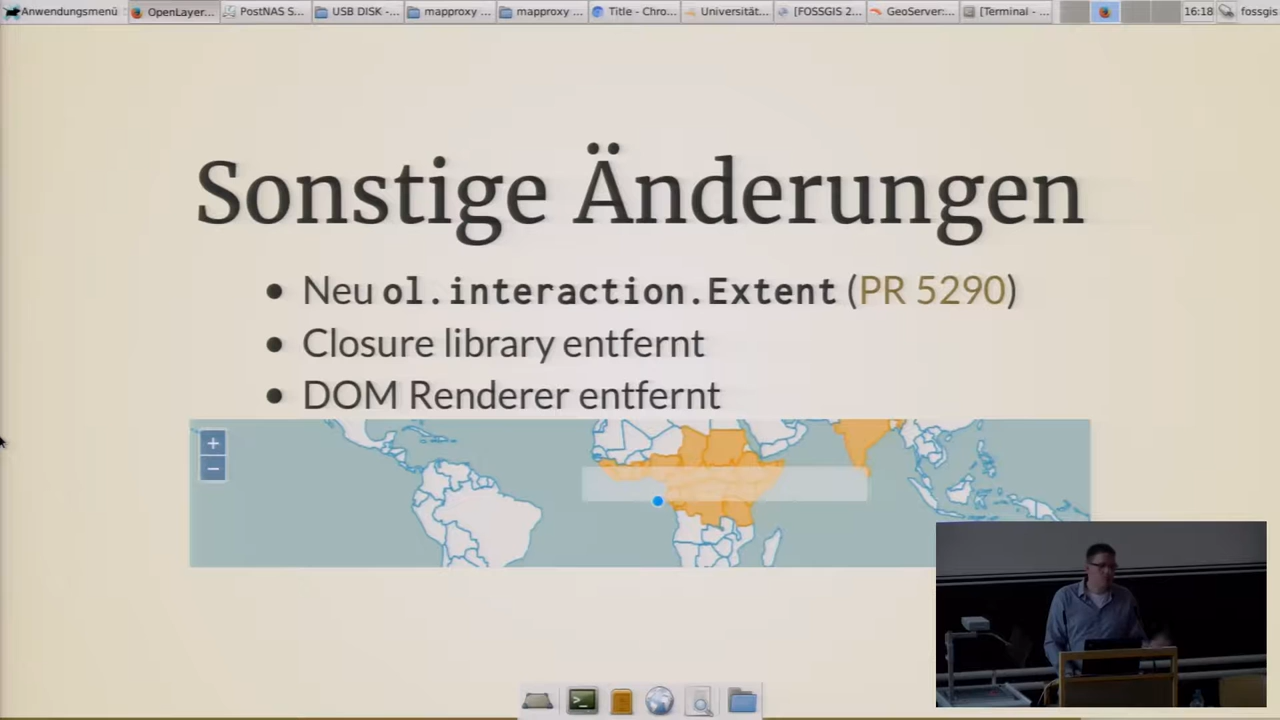 Anwendungsmenü
OpenLayer...
PostNAS S...
USB DISK -...
mapproxy ...
mapproxy ...
Title - Chro...
Universität...
[FOSSGIS 2...
GeoServer:...
[Terminal - ...
16:18
fossgis
Sonstige Änderungen
Neu ol.interaction.Extent (PR 5290)
Closure library entfernt
DOM Renderer entfernt
+
−